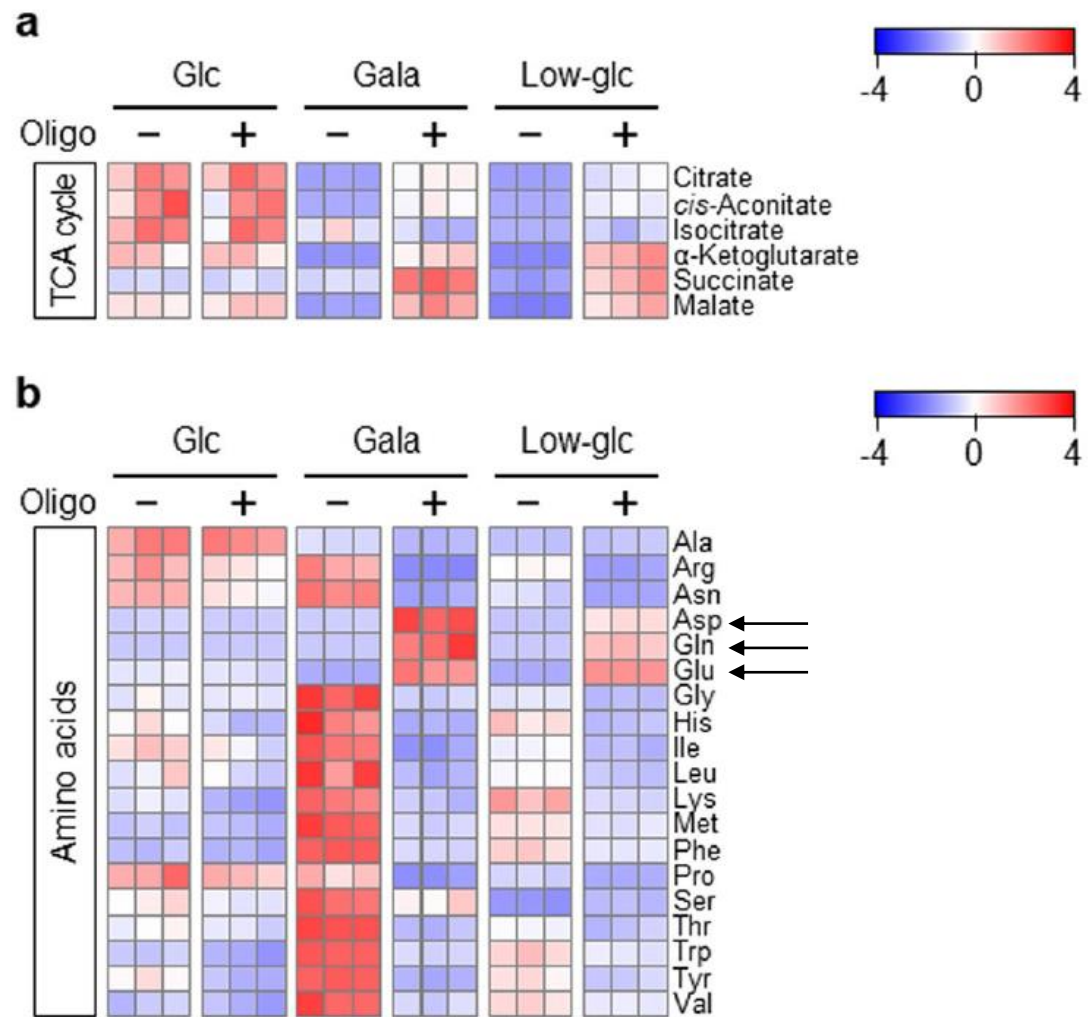 a
Glc Gala Low-glc
-4 0 4
Oligo − + − + − +
TCA cycle
Citrate
cis-Aconitate
Isocitrate
α-Ketoglutarate
Succinate
Malate
b
Glc Gala Low-glc
-4 0 4
Oligo − + − + − +
Amino acids
Ala
Arg
Asn
Asp
Gln
Glu
Gly
His
Ile
Leu
Lys
Met
Phe
Pro
Ser
Thr
Trp
Tyr
Val